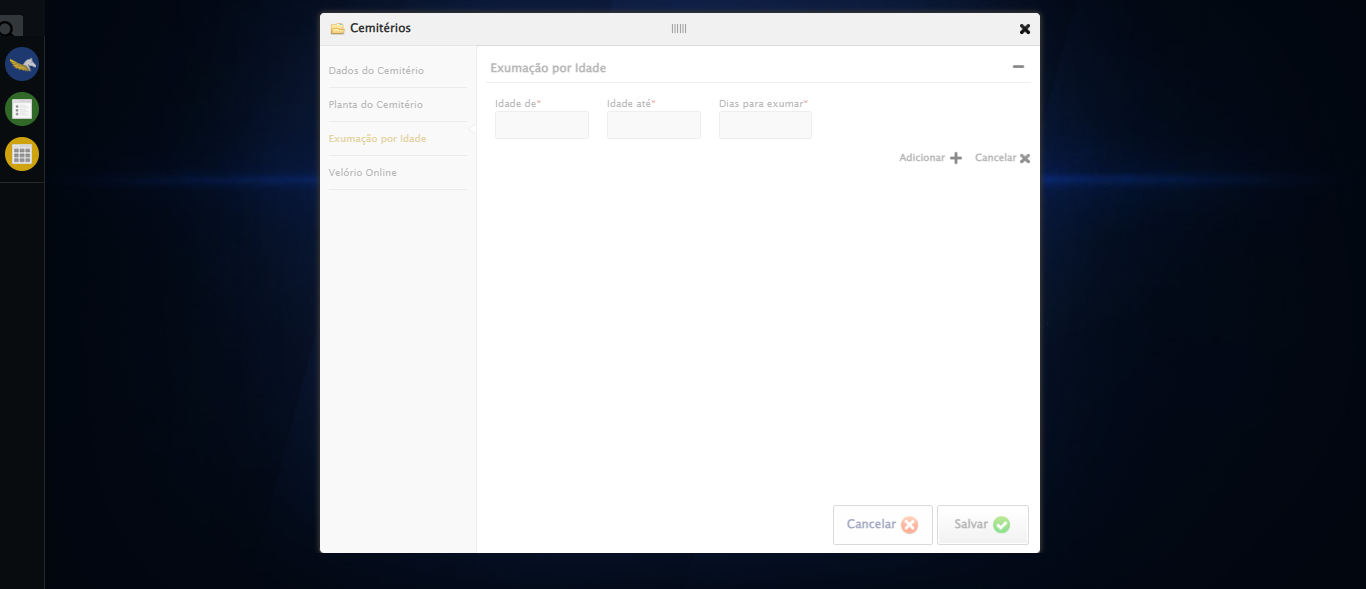 Cemitérios
Dados do Cemitério
Planta do Cemitério
Exumação por Idade
Velório Online
Exumação por Idade
Idade de* Idade até* Dias para exumar*
Adicionar Cancelar
Cancelar Salvar